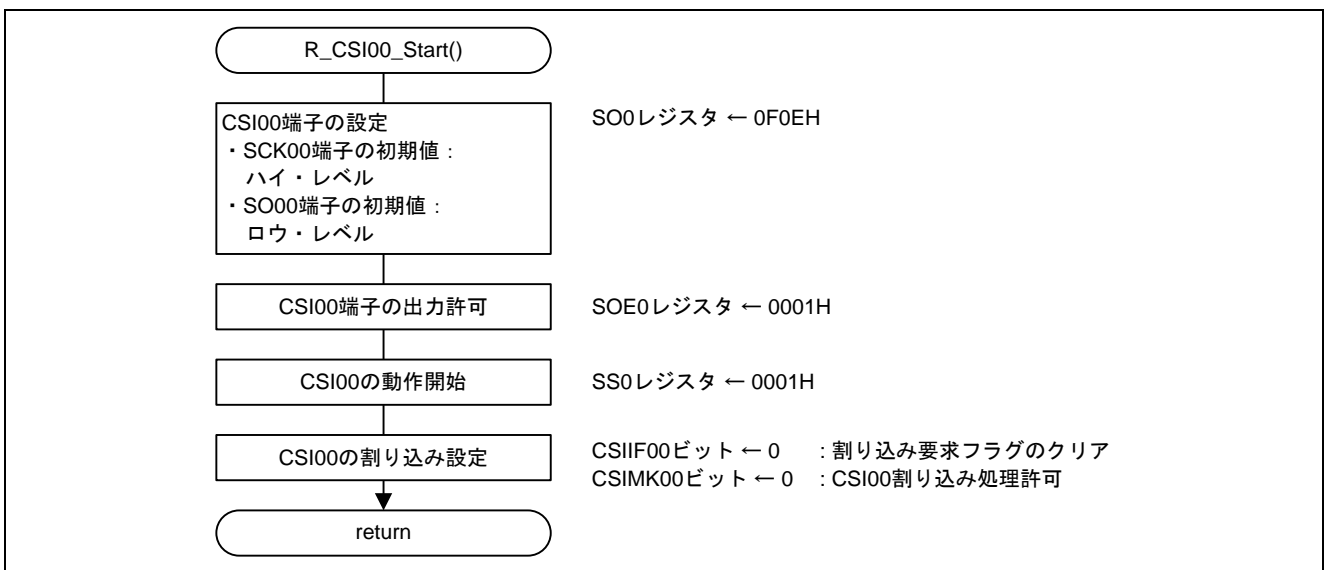 R_CSI00_Start()
CSI00端子の設定
・SCK00端子の初期値:
ハイ・レベル
・SO00端子の初期値:
ロウ・レベル
SO0レジスタ ← 0F0EH
CSI00端子の出力許可
SOE0レジスタ ← 0001H
CSI00の動作開始
SS0レジスタ ← 0001H
CSI00の割り込み設定
CSIIF00ビット ← 0 : 割り込み要求フラグのクリア
CSIMK00ビット ← 0 : CSI00割り込み処理許可
return